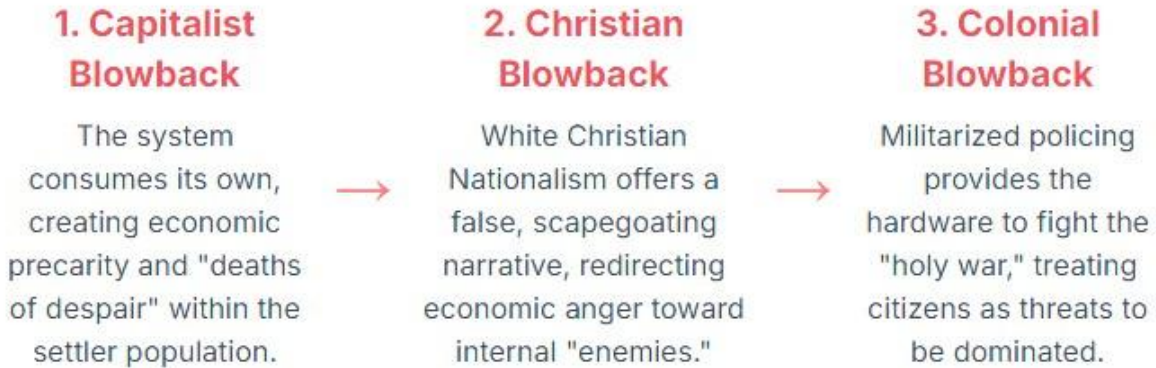 1. Capitalist
Blowback
The system
consumes its own,
creating economic
precarity and "deaths
of despair" within the
settler population.
→
2. Christian
Blowback
White Christian
Nationalism offers a
false, scapegoating
narrative, redirecting
economic anger toward
internal "enemies."
→
3. Colonial
Blowback
Militarized policing
provides the
hardware to fight the
"holy war," treating
citizens as threats to
be dominated.